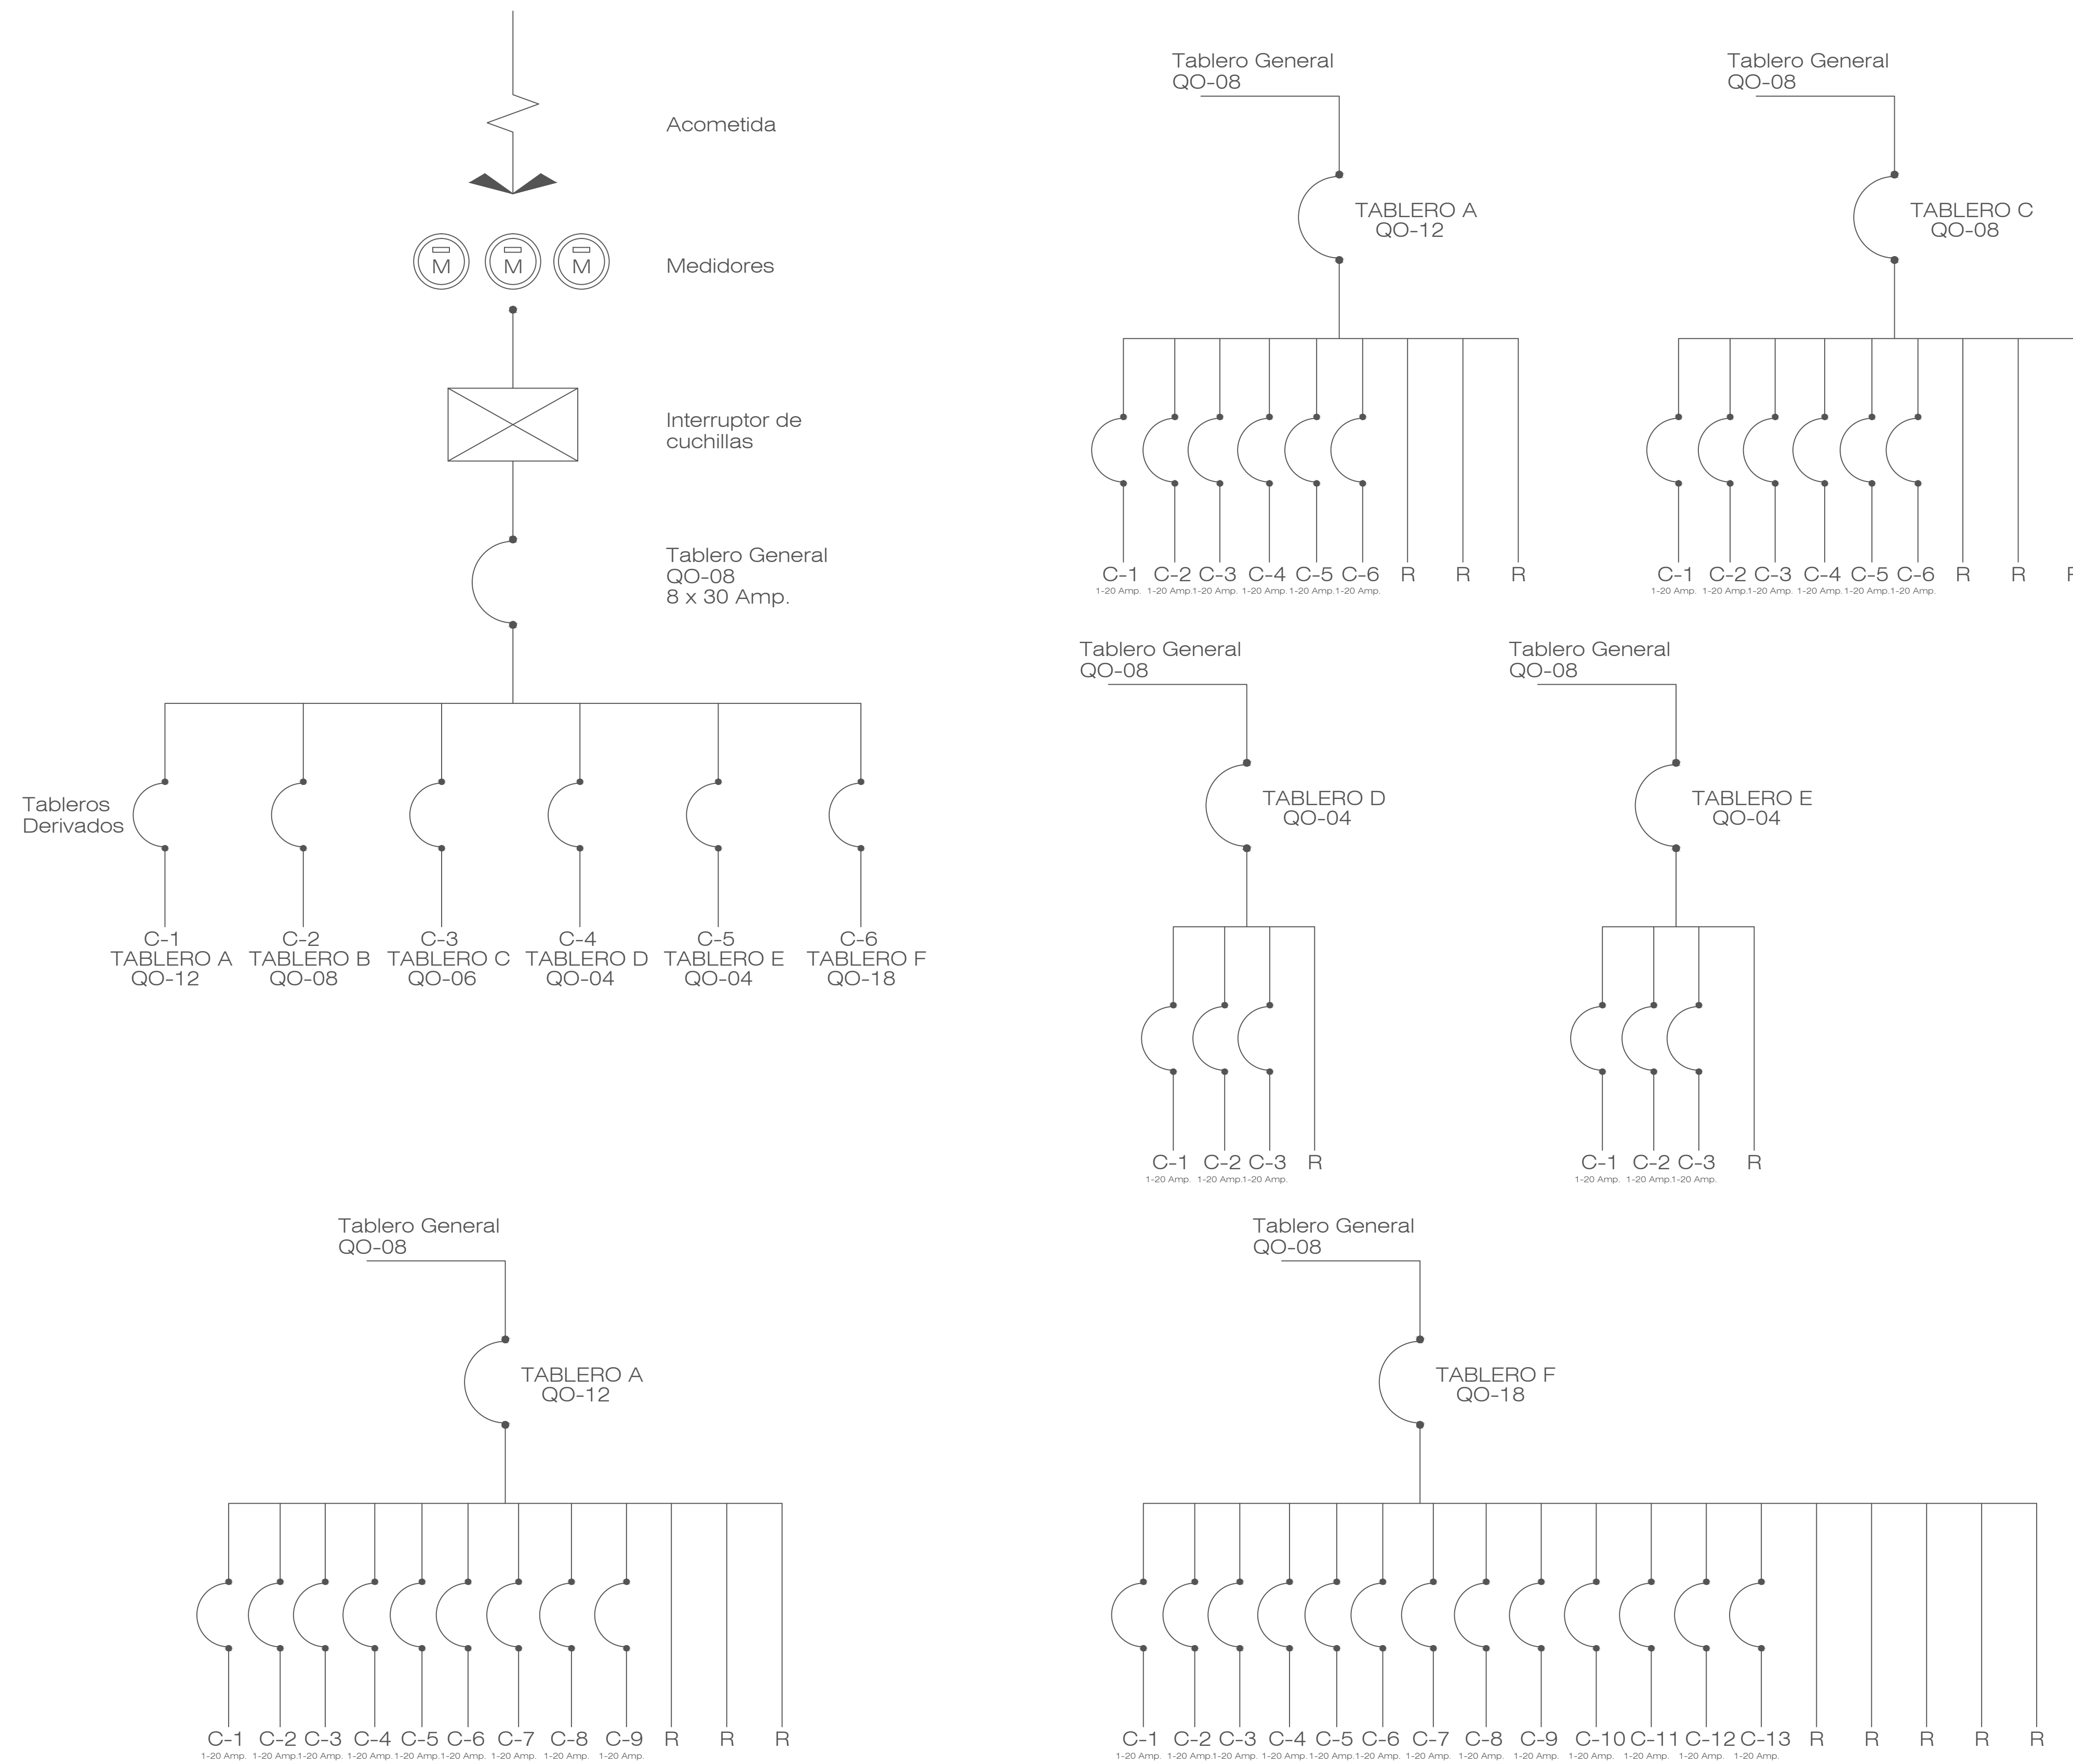 Acometida
Medidores
Interruptor de
cuchillas
Tablero General
QO-08
8 x 30 Amp.
Tableros
Derivados
C-1 C-2 C-3 C-4 C-5 C-6
TABLERO A TABLERO B TABLERO C TABLERO D TABLERO E TABLERO F
QO-12 QO-08 QO-06 QO-04 QO-04 QO-18
Tablero General
QO-08
TABLERO A
QO-12
C-1 C-2 C-3 C-4 C-5 C-6 R R R
1-20 Amp. 1-20 Amp. 1-20 Amp. 1-20 Amp. 1-20 Amp. 1-20 Amp.
Tablero General
QO-08
TABLERO C
QO-08
C-1 C-2 C-3 C-4 C-5 C-6 R R
1-20 Amp. 1-20 Amp. 1-20 Amp. 1-20 Amp. 1-20 Amp. 1-20 Amp.
Tablero General
QO-08
TABLERO D
QO-04
C-1 C-2 C-3 R
1-20 Amp. 1-20 Amp. 1-20 Amp.
Tablero General
QO-08
TABLERO E
QO-04
C-1 C-2 C-3 R
1-20 Amp. 1-20 Amp. 1-20 Amp.
Tablero General
QO-08
TABLERO A
QO-12
C-1 C-2 C-3 C-4 C-5 C-6 C-7 C-8 C-9 R R R
1-20 Amp. 1-20 Amp. 1-20 Amp. 1-20 Amp. 1-20 Amp. 1-20 Amp. 1-20 Amp. 1-20 Amp. 1-20 Amp.
Tablero General
QO-08
TABLERO F
QO-18
C-1 C-2 C-3 C-4 C-5 C-6 C-7 C-8 C-9 C-10 C-11 C-12 C-13 R R R R R
1-20 Amp. 1-20 Amp. 1-20 Amp. 1-20 Amp. 1-20 Amp. 1-20 Amp. 1-20 Amp. 1-20 Amp. 1-20 Amp. 1-20 Amp. 1-20 Amp. 1-20 Amp. 1-20 Amp.
M M M